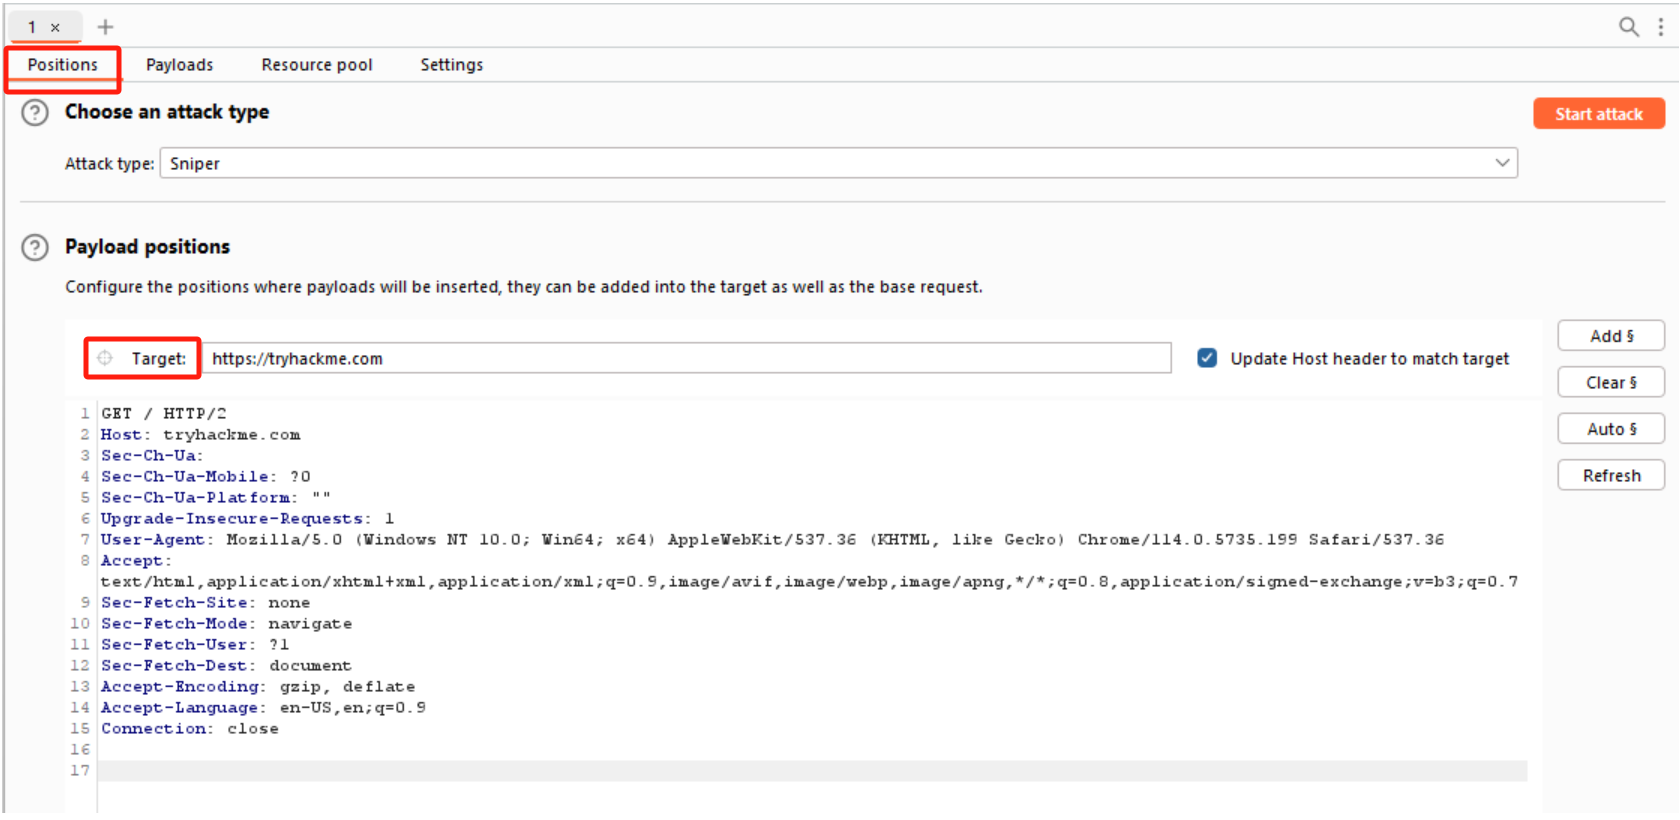 1 ×
+
Positions Payloads Resource pool Settings
Choose an attack type
Start attack
Attack type: Sniper
Payload positions
Configure the positions where payloads will be inserted, they can be added into the target as well as the base request.
Target: https://tryhackme.com
Update Host header to match target
Add §
Clear §
Auto §
Refresh
1 GET / HTTP/2
2 Host: tryhackme.com
3 Sec-Ch-Ua:
4 Sec-Ch-Ua-Mobile: ?0
5 Sec-Ch-Ua-Platform: ""
6 Upgrade-Insecure-Requests: 1
7 User-Agent: Mozilla/5.0 (Windows NT 10.0; Win64; x64) AppleWebKit/537.36 (KHTML, like Gecko) Chrome/114.0.5735.199 Safari/537.36
8 Accept:
text/html,application/xhtml+xml,application/xml;q=0.9,image/avif,image/webp,image/apng,*/*;q=0.8,application/signed-exchange;v=b3;q=0.7
9 Sec-Fetch-Site: none
10 Sec-Fetch-Mode: navigate
11 Sec-Fetch-User: ?1
12 Sec-Fetch-Dest: document
13 Accept-Encoding: gzip, deflate
14 Accept-Language: en-US,en;q=0.9
15 Connection: close
16
17